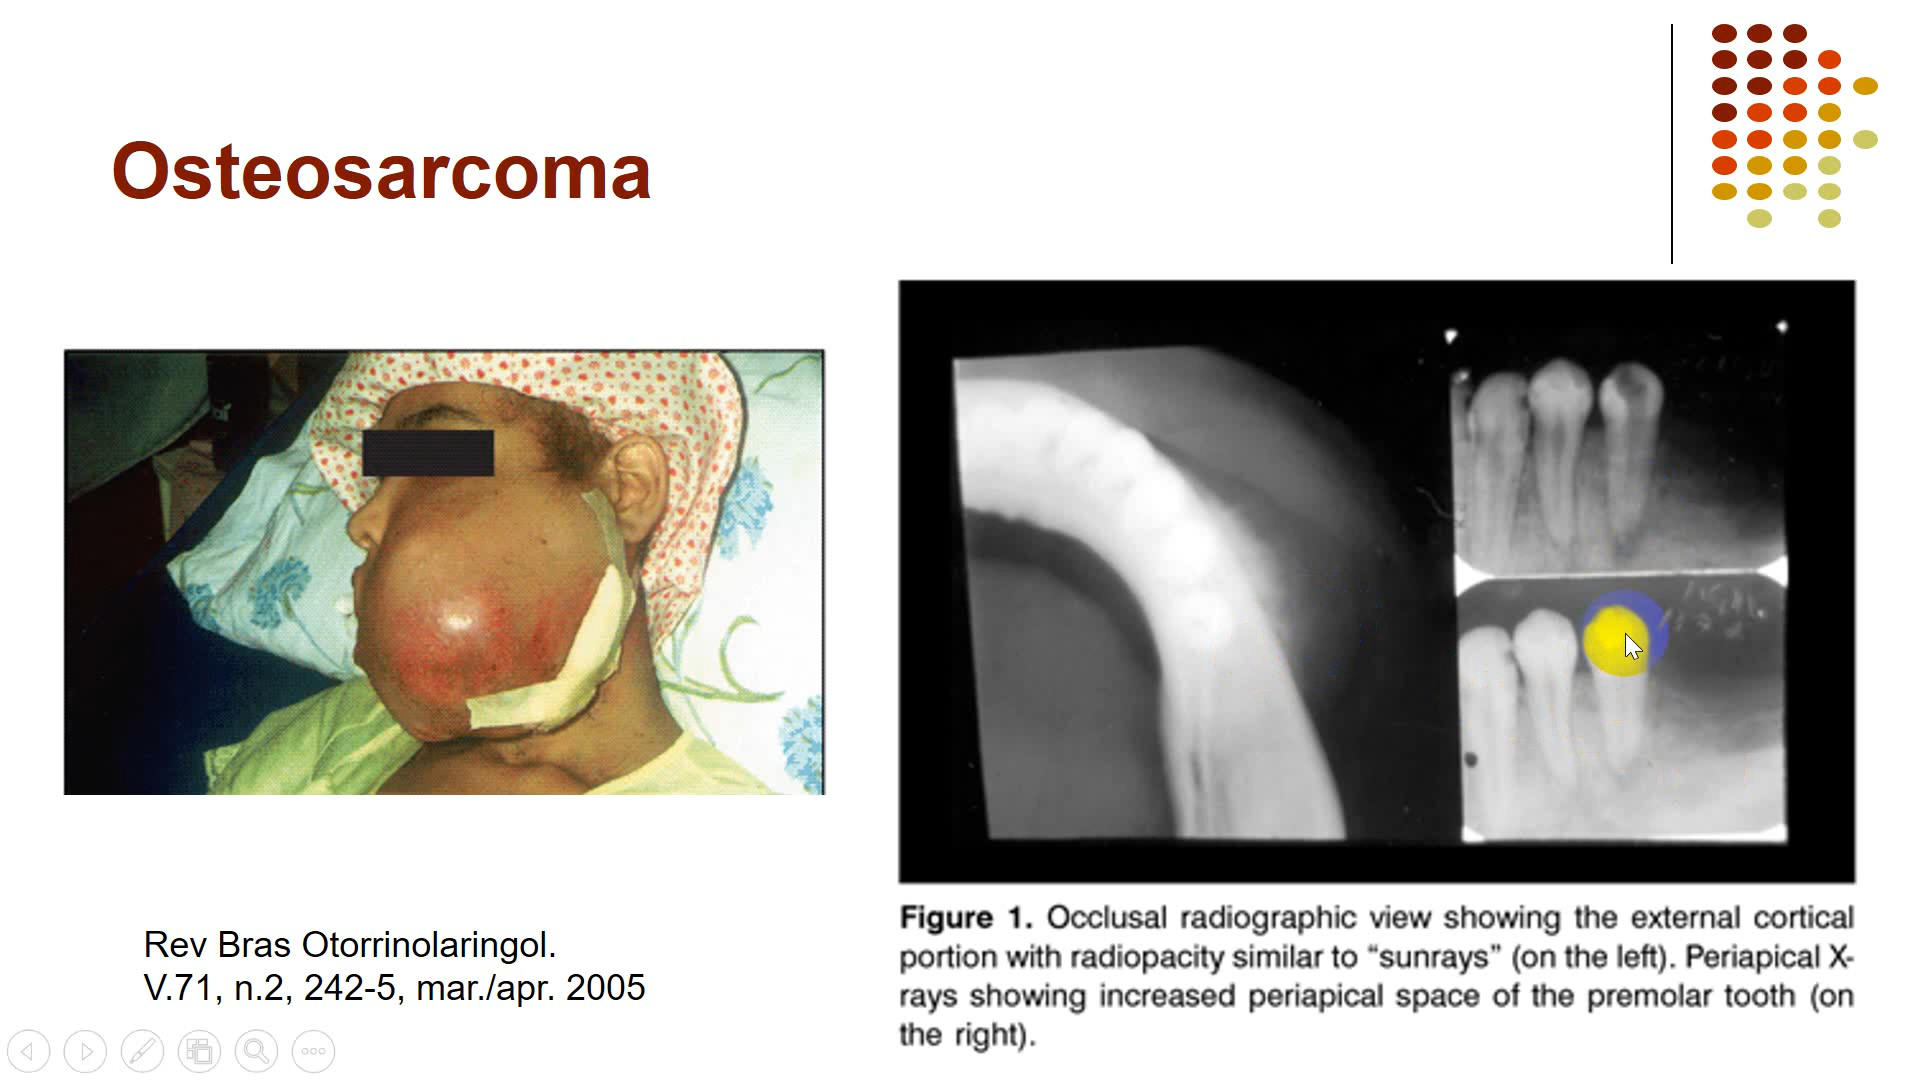 Osteosarcoma
Rev Bras Otorrinolaringol.
V.71, n.2, 242-5, mar./apr. 2005
Figure 1. Occlusal radiographic view showing the external cortical
portion with radiopacity similar to “sunrays” (on the left). Periapical X-
rays showing increased periapical space of the premolar tooth (on
the right).